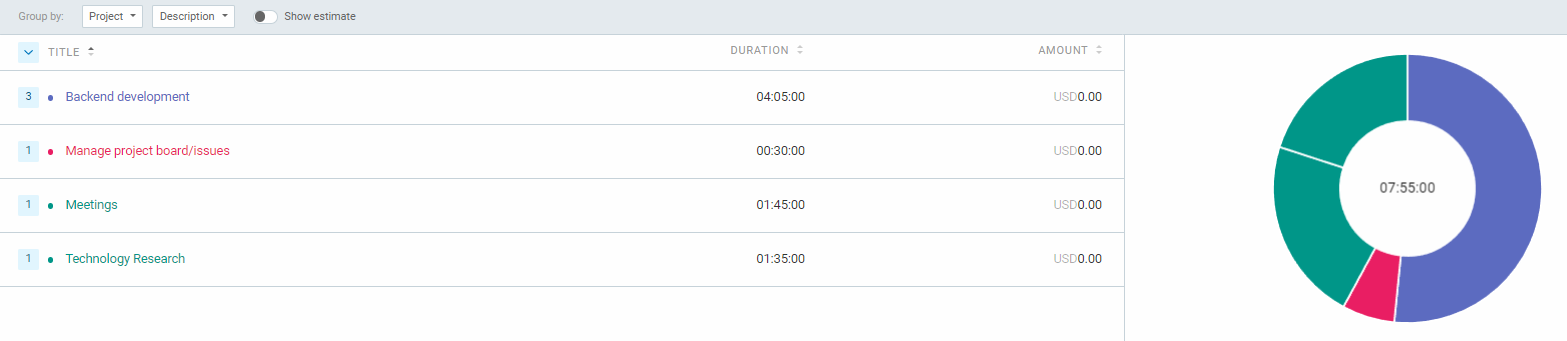 Group by: Project Description Show estimate
TITLE DURATION AMOUNT
3 Backend development 04:05:00 USD0.00
1 Manage project board/issues 00:30:00 USD0.00
1 Meetings 01:45:00 USD0.00
1 Technology Research 01:35:00 USD0.00
07:55:00